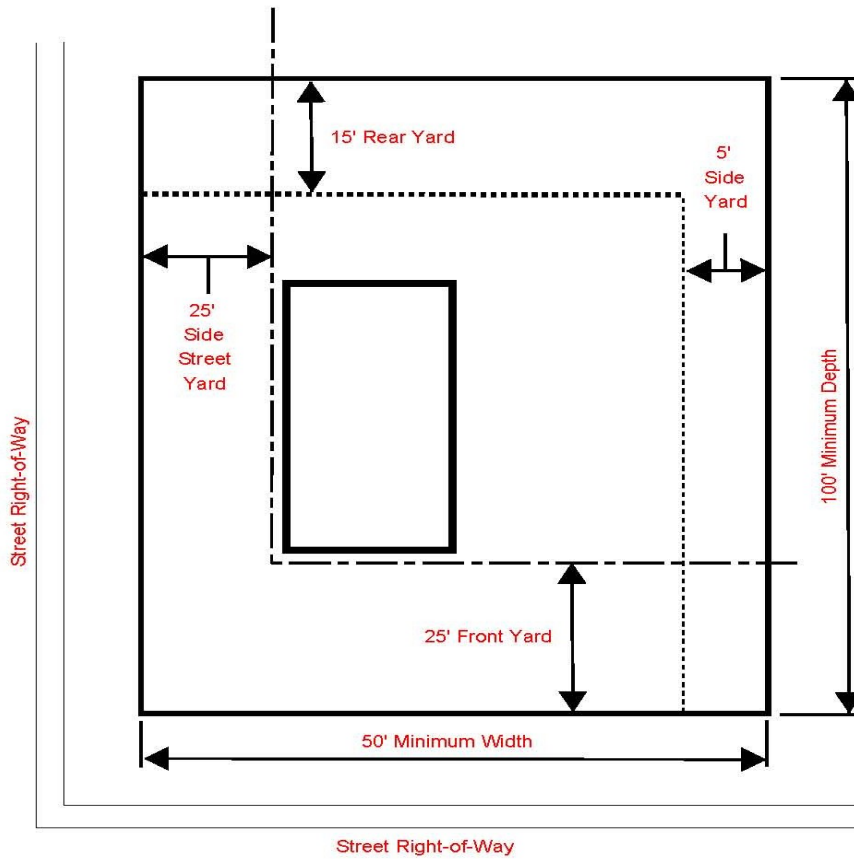 15' Rear Yard
5'
Side
Yard
25'
Side
Street
Yard
100' Minimum Depth
Street Right-of-Way
25' Front Yard
50' Minimum Width
Street Right-of-Way